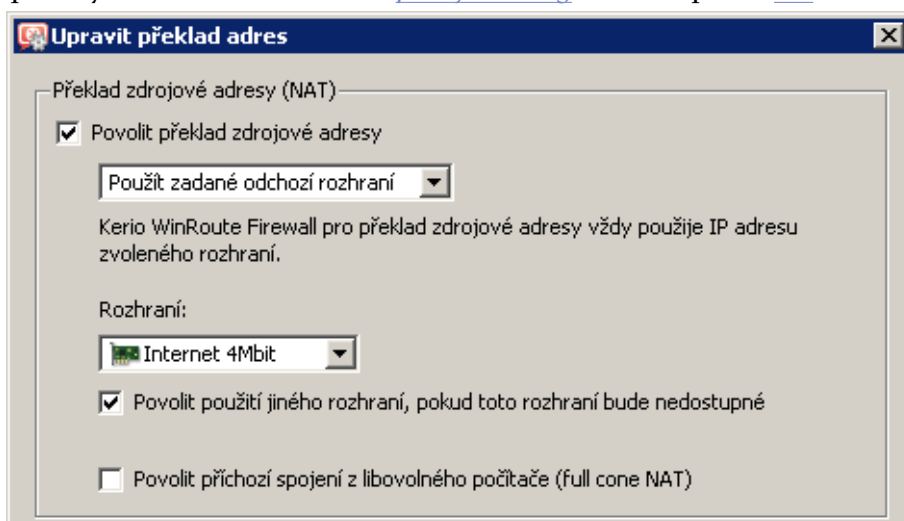 Upravit překlad adres
Překlad zdrojové adresy (NAT)
Povolit překlad zdrojové adresy
Použít zadané odchozí rozhraní
Kerio WinRoute Firewall pro překlad zdrojové adresy vždy použije IP adresu
zvoleného rozhraní.
Rozhraní:
Internet 4Mbit
Povolit použití jiného rozhraní, pokud toto rozhraní bude nedostupné
Povolit příchozí spojení z libovolného počítače (full cone NAT)